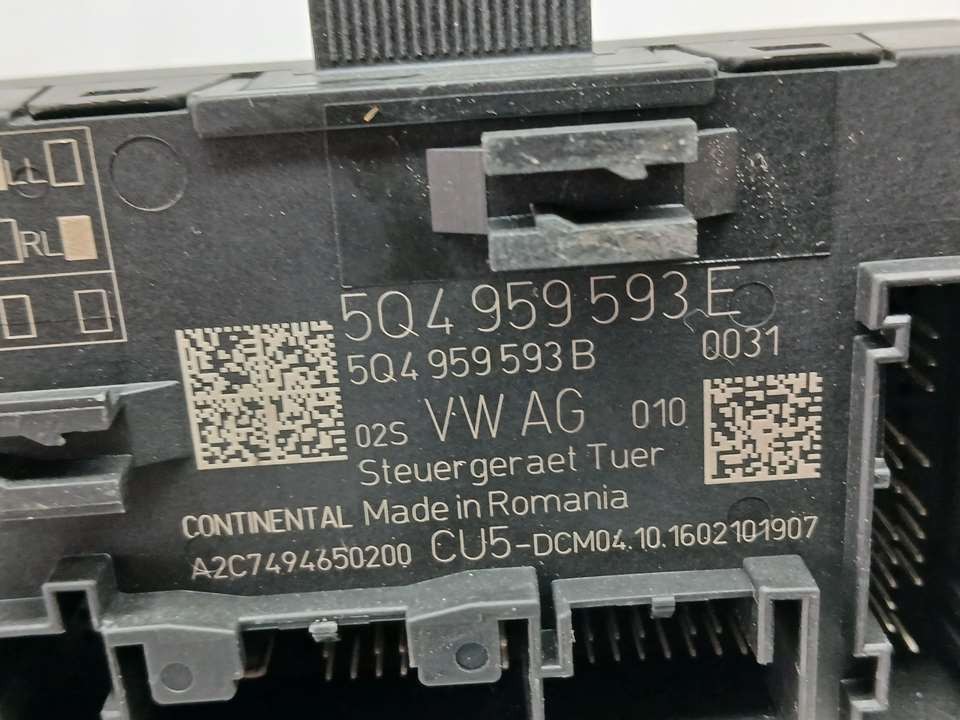 RL
5Q4 959 593 E
5Q4 959 593 B 0031
02S VW AG 010
Steuergeraet Tuer
CONTINENTAL Made in Romania
A2C7494650200 CU5-DCM04.10.1602101907